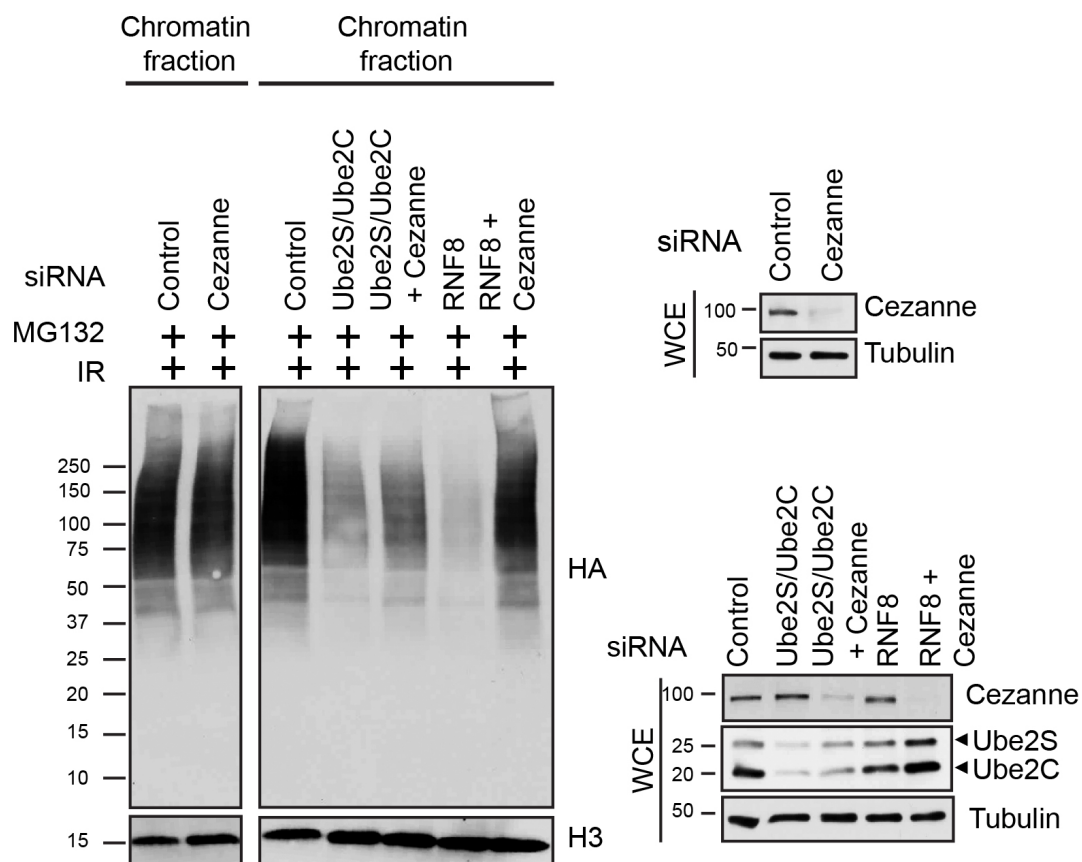 Chromatin
fraction
Chromatin
fraction
siRNA
Control
Cezanne
Control
Ube2S/Ube2C
Ube2S/Ube2C
+ Cezanne
RNF8
RNF8 +
Cezanne
MG132 + + + + + + +
IR + + + + + + +
250
150
100
75
50
37
25
20
15
10
HA
15
H3
siRNA
Control
Cezanne
WCE
100
Cezanne
50
Tubulin
siRNA
Control
Ube2S/Ube2C
Ube2S/Ube2C
+ Cezanne
RNF8
RNF8 +
Cezanne
WCE
100
Cezanne
25
Ube2S
20
Ube2C
50
Tubulin